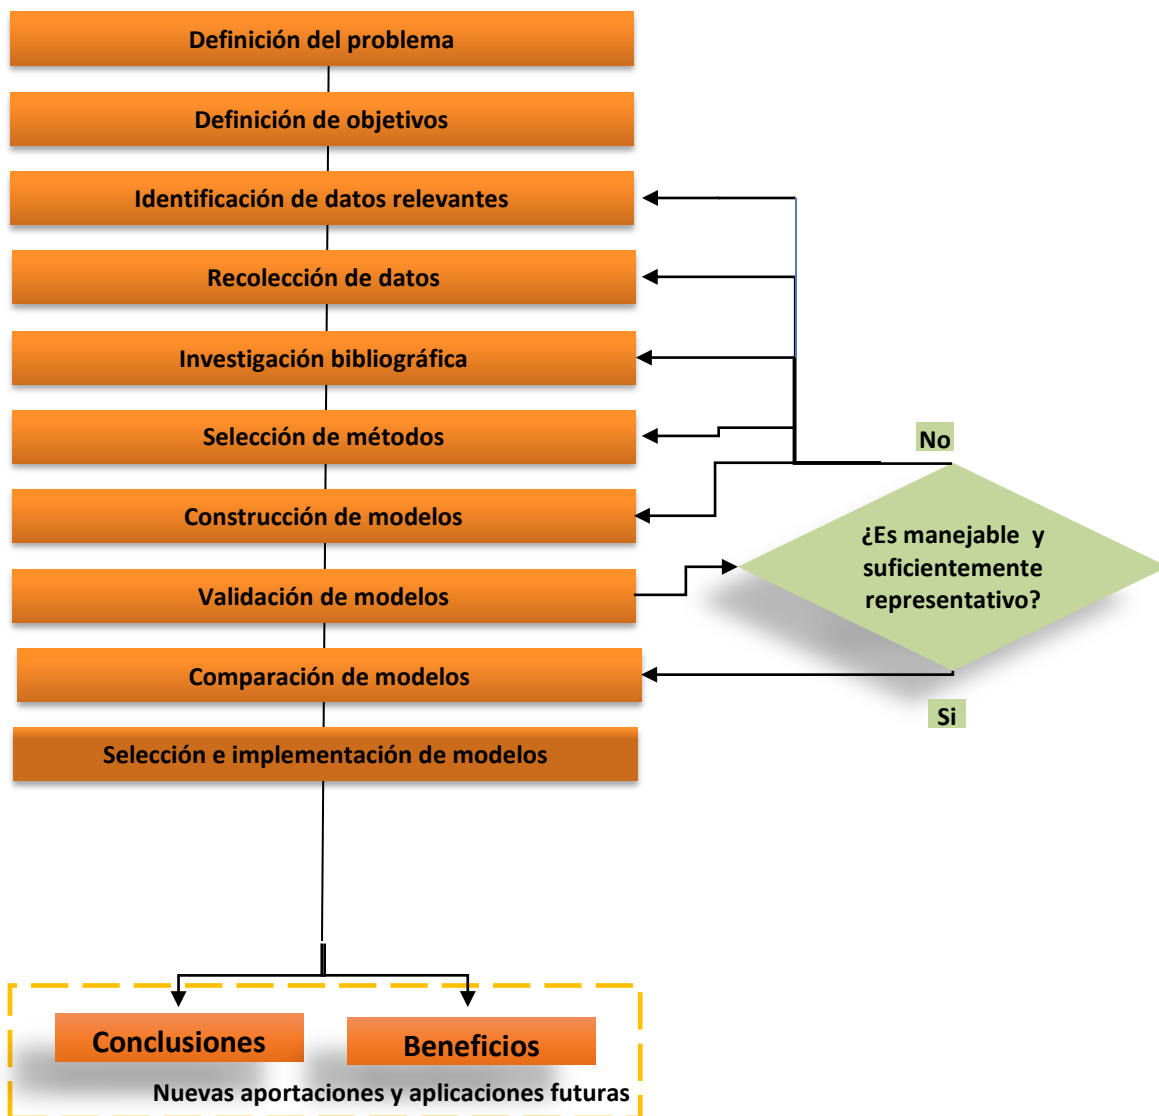 Definición del problema
Definición de objetivos
Identificación de datos relevantes
Recolección de datos
Investigación bibliográfica
Selección de métodos
No
Construcción de modelos
¿Es manejable y
suficientemente
representativo?
Validación de modelos
Comparación de modelos
Si
Selección e implementación de modelos
Conclusiones
Beneficios
Nuevas aportaciones y aplicaciones futuras